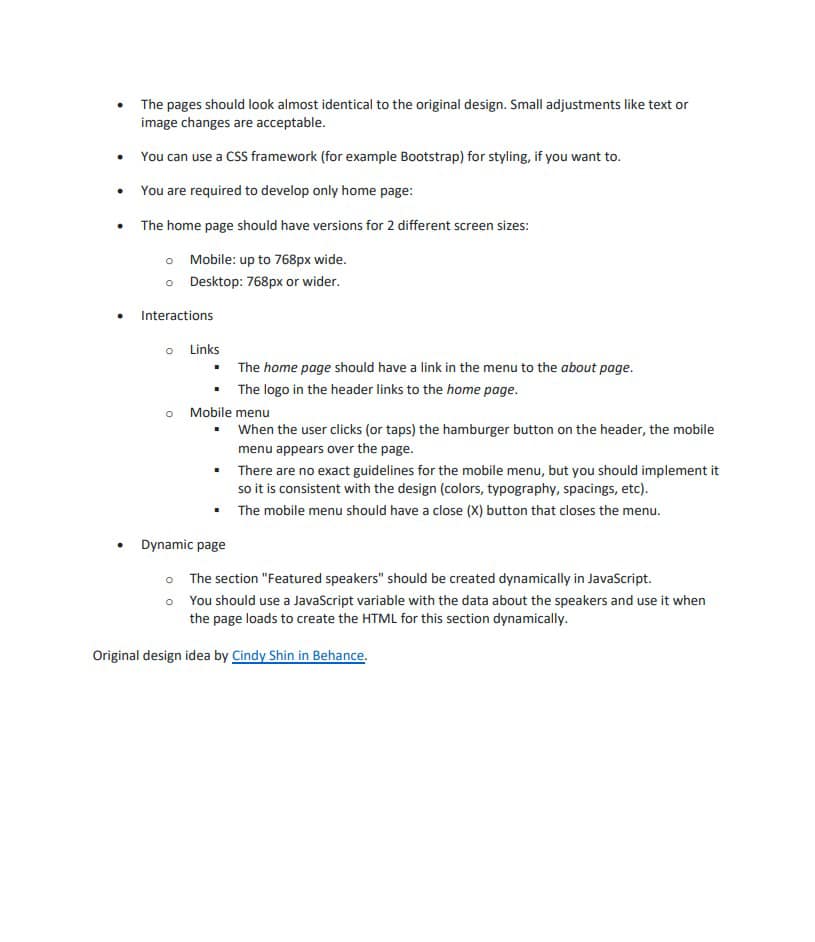 • The pages should look almost identical to the original design. Small adjustments like text or
image changes are acceptable.
• You can use a CSS framework (for example Bootstrap) for styling, if you want to.
• You are required to develop only home page:
• The home page should have versions for 2 different screen sizes:
o Mobile: up to 768px wide.
o Desktop: 768px or wider.
• Interactions
o Links
▪ The home page should have a link in the menu to the about page.
▪ The logo in the header links to the home page.
o Mobile menu
▪ When the user clicks (or taps) the hamburger button on the header, the mobile
menu appears over the page.
▪ There are no exact guidelines for the mobile menu, but you should implement it
so it is consistent with the design (colors, typography, spacings, etc).
▪ The mobile menu should have a close (X) button that closes the menu.
• Dynamic page
o The section "Featured speakers" should be created dynamically in JavaScript.
o You should use a JavaScript variable with the data about the speakers and use it when
the page loads to create the HTML for this section dynamically.
Original design idea by Cindy Shin in Behance.